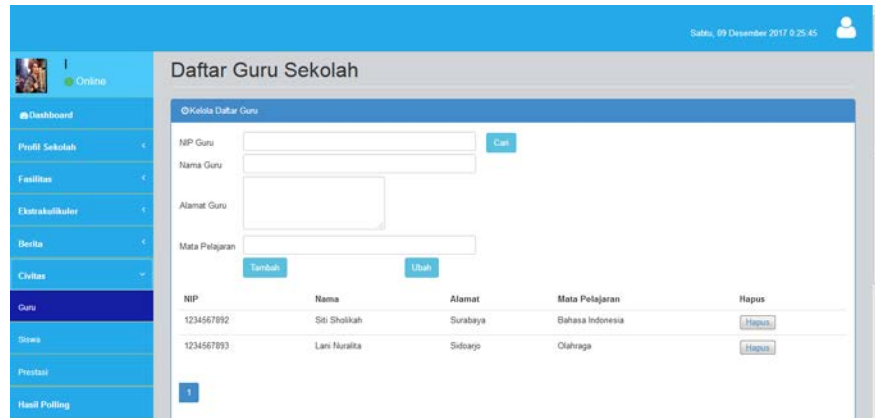 Sabtu, 09 Desember 2017 0:25:45
Online
Daftar Guru Sekolah
Dashboard
Profil Sekolah
Fasilitas
Ekstrakulikuler
Berita
Civitas
Guru
Siswa
Prestasi
Hasil Polling
Kelola Daftar Guru
NIP Guru
Cari
Nama Guru
Alamat Guru
Mata Pelajaran
Tambah Ubah
NIP Nama Alamat Mata Pelajaran Hapus
1234567892 Siti Sholikah Surabaya Bahasa Indonesia Hapus
1234567893 Lani Nuralita Sidoarjo Olahraga Hapus
1